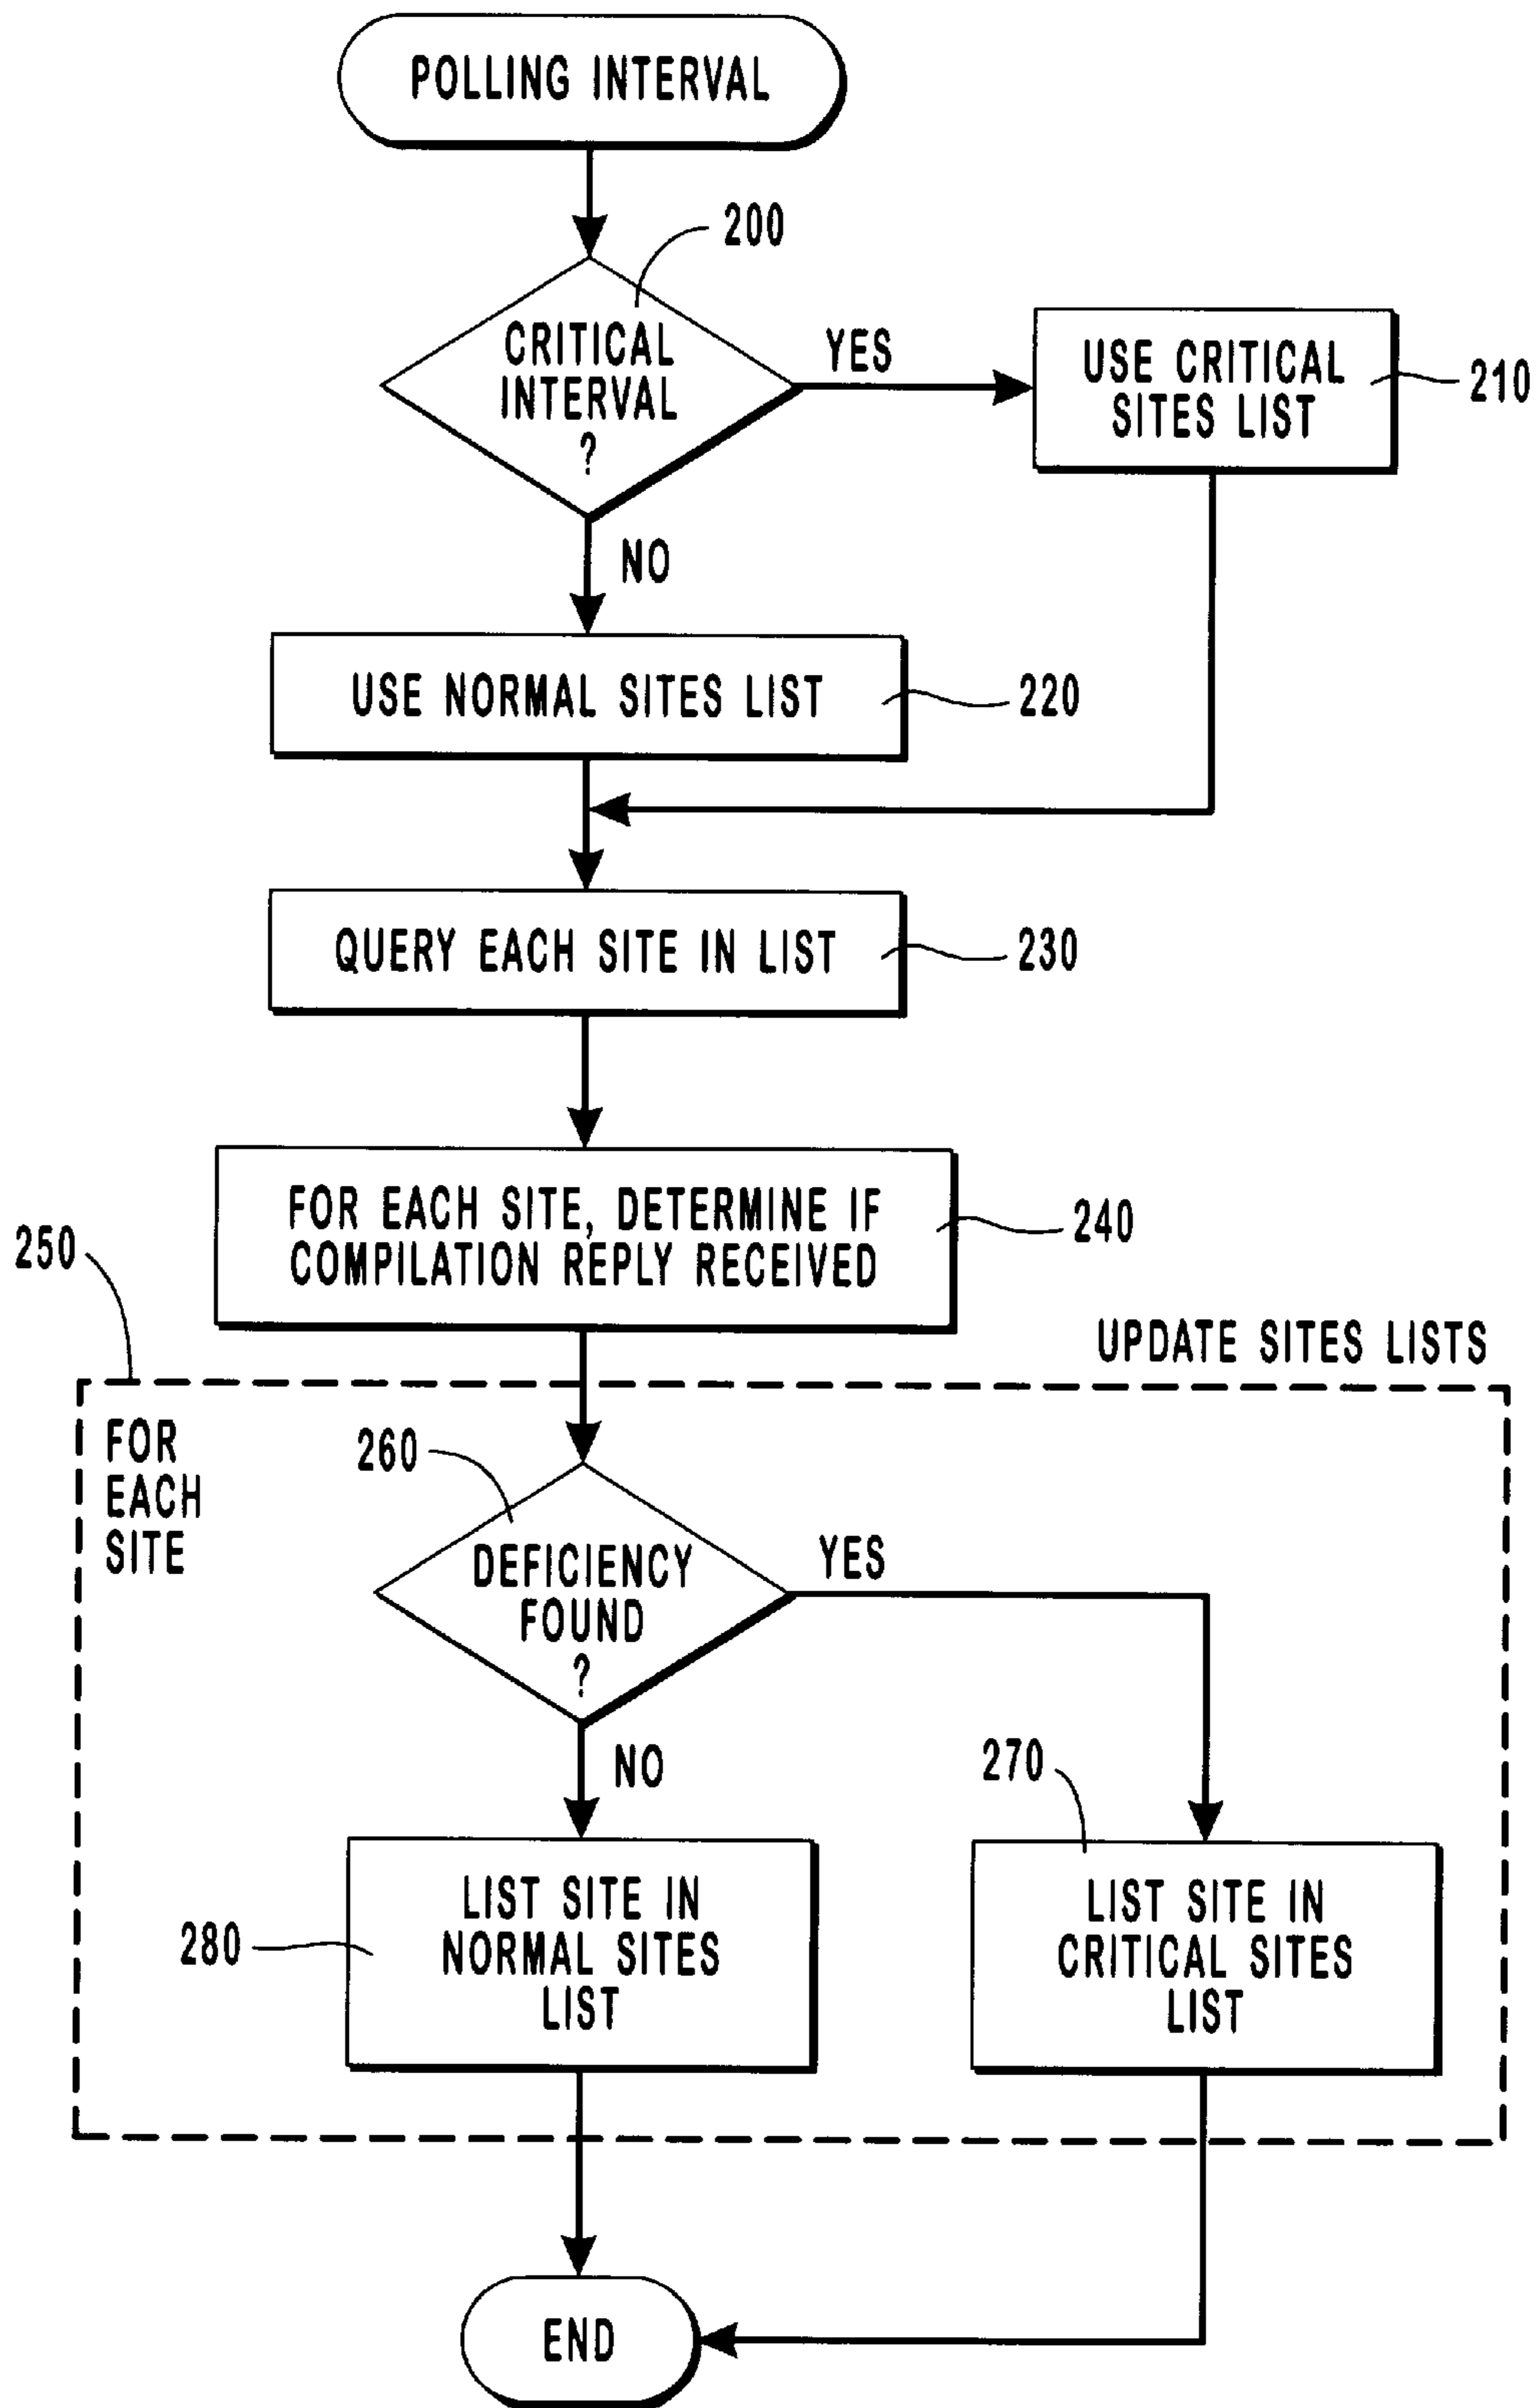 POLLING INTERVAL
200
CRITICAL
INTERVAL
?
YES
USE CRITICAL
SITES LIST
210
NO
USE NORMAL SITES LIST
220
QUERY EACH SITE IN LIST
230
FOR EACH SITE, DETERMINE IF
COMPILATION REPLY RECEIVED
240
250
UPDATE SITES LISTS
FOR
EACH
SITE
260
DEFICIENCY
FOUND
?
YES
NO
270
LIST SITE IN
NORMAL SITES
LIST
280
LIST SITE IN
CRITICAL SITES
LIST
END